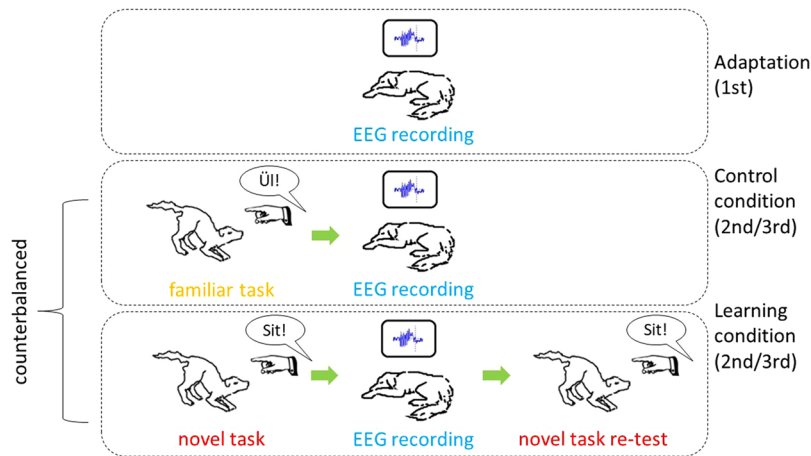 Adaptation
(1st)
EEG recording
Control
condition
(2nd/3rd)
Ül!
familiar task
EEG recording
counterbalanced
Learning
condition
(2nd/3rd)
Sit!
Sit!
novel task
EEG recording
novel task re-test